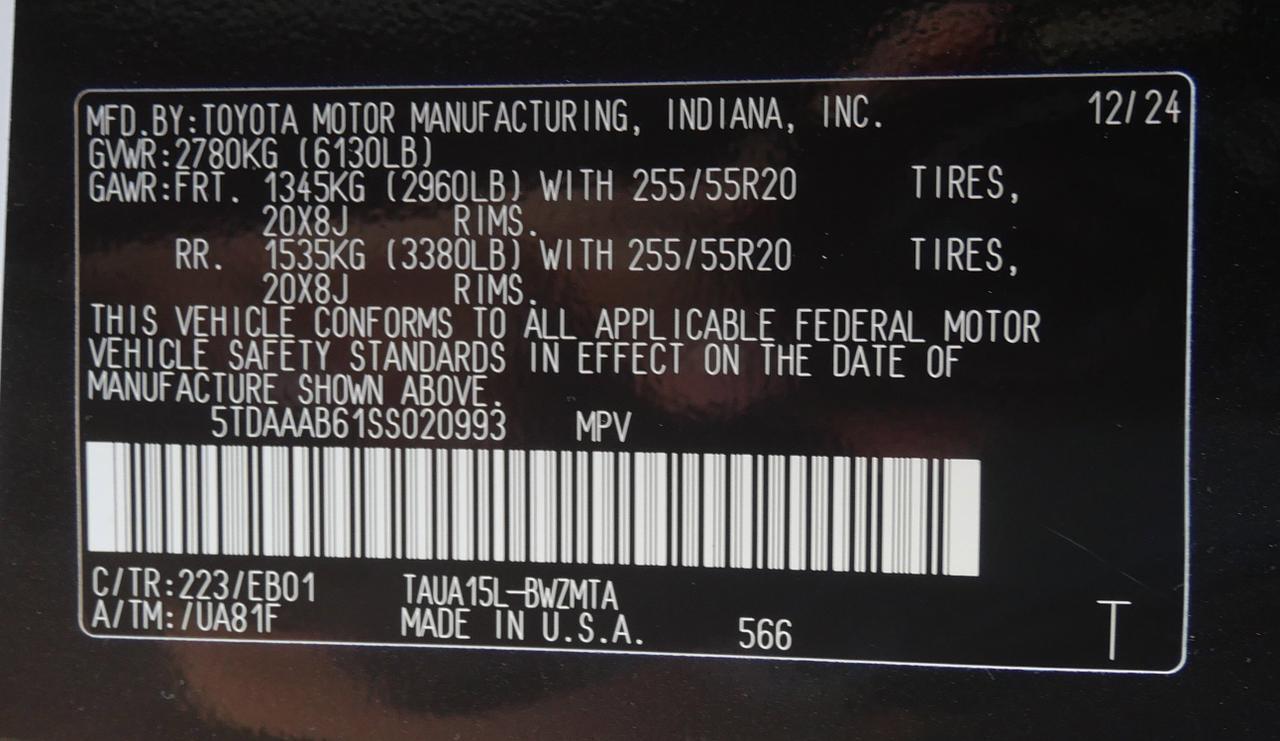 MFD.BY:TOYOTA MOTOR MANUFACTURING, INDIANA, INC. 12/24
GVWR:2780KG (6130LB)
GAWR:FRT. 1345KG (2960LB) WITH 255/55R20 TIRES,
20X8J RIMS.
RR. 1535KG (3380LB) WITH 255/55R20 TIRES,
20X8J RIMS.
THIS VEHICLE CONFORMS TO ALL APPLICABLE FEDERAL MOTOR
VEHICLE SAFETY STANDARDS IN EFFECT ON THE DATE OF
MANUFACTURE SHOWN ABOVE.
5TDAAAB61SS020993 MPV
C/TR:223/EB01 TAUA15L-BWZMTA
A/TM:/UA81F MADE IN U.S.A. 566 T